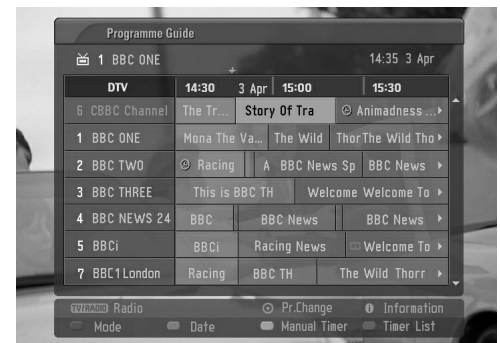 Programme Guide
1 BBC ONE 14:35 3 Apr
DTV 14:30 3 Apr 15:00 15:30
6 CBBC Channel The Tr... Story Of Tra Animadness ...
1 BBC ONE Mona The Va... The Wild ThorThe Wild Tho
2 BBC TWO Racing A BBC News Sp BBC News
3 BBC THREE This is BBC TH Welcome Welcome To
4 BBC NEWS 24 BBC BBC News BBC News
5 BBCi BBCi Racing News Welcome To
7 BBC1 London Racing BBC TH The Wild Thorr
TV/RADIO Radio Pr.Change i Information
Mode Date Manual Timer Timer List